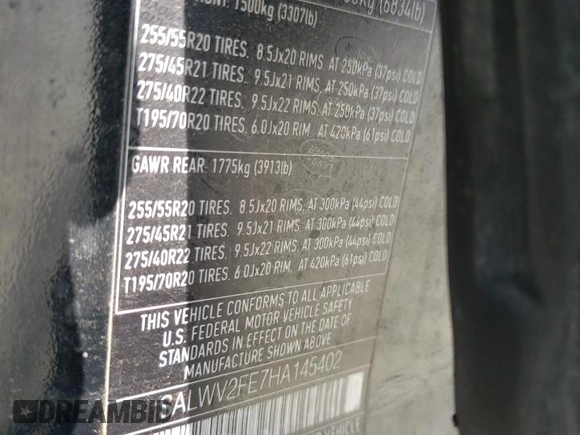 1500kg (3307lb)
(6834lb)
255/55R20 TIRES. 8.5Jx20 RIMS. AT 250kPa (37psi) COLD
275/45R21 TIRES. 9.5Jx21 RIMS. AT 250kPa (37psi) COLD
275/40R22 TIRES. 9.5Jx22 RIMS. AT 250kPa (37psi) COLD
T195/70R20 TIRES. 6.0Jx20 RIM. AT 420kPa (61psi) COLD
GAWR REAR: 1775kg (3913lb)
255/55R20 TIRES. 8.5Jx20 RIMS. AT 300kPa (44psi) COLD
275/45R21 TIRES. 9.5Jx21 RIMS. AT 300kPa (44psi) COLD
275/40R22 TIRES. 9.5Jx22 RIMS. AT 300kPa (44psi) COLD
T195/70R20 TIRES. 6.0Jx20 RIM. AT 420kPa (61psi) COLD
THIS VEHICLE CONFORMS TO ALL APPLICABLE
U.S. FEDERAL MOTOR VEHICLE SAFETY
STANDARDS IN EFFECT ON THE DATE OF
MANUFACTURE SHOWN ABOVE.
SALWV2FE7HA145402
VEHICLE
DREAMBID